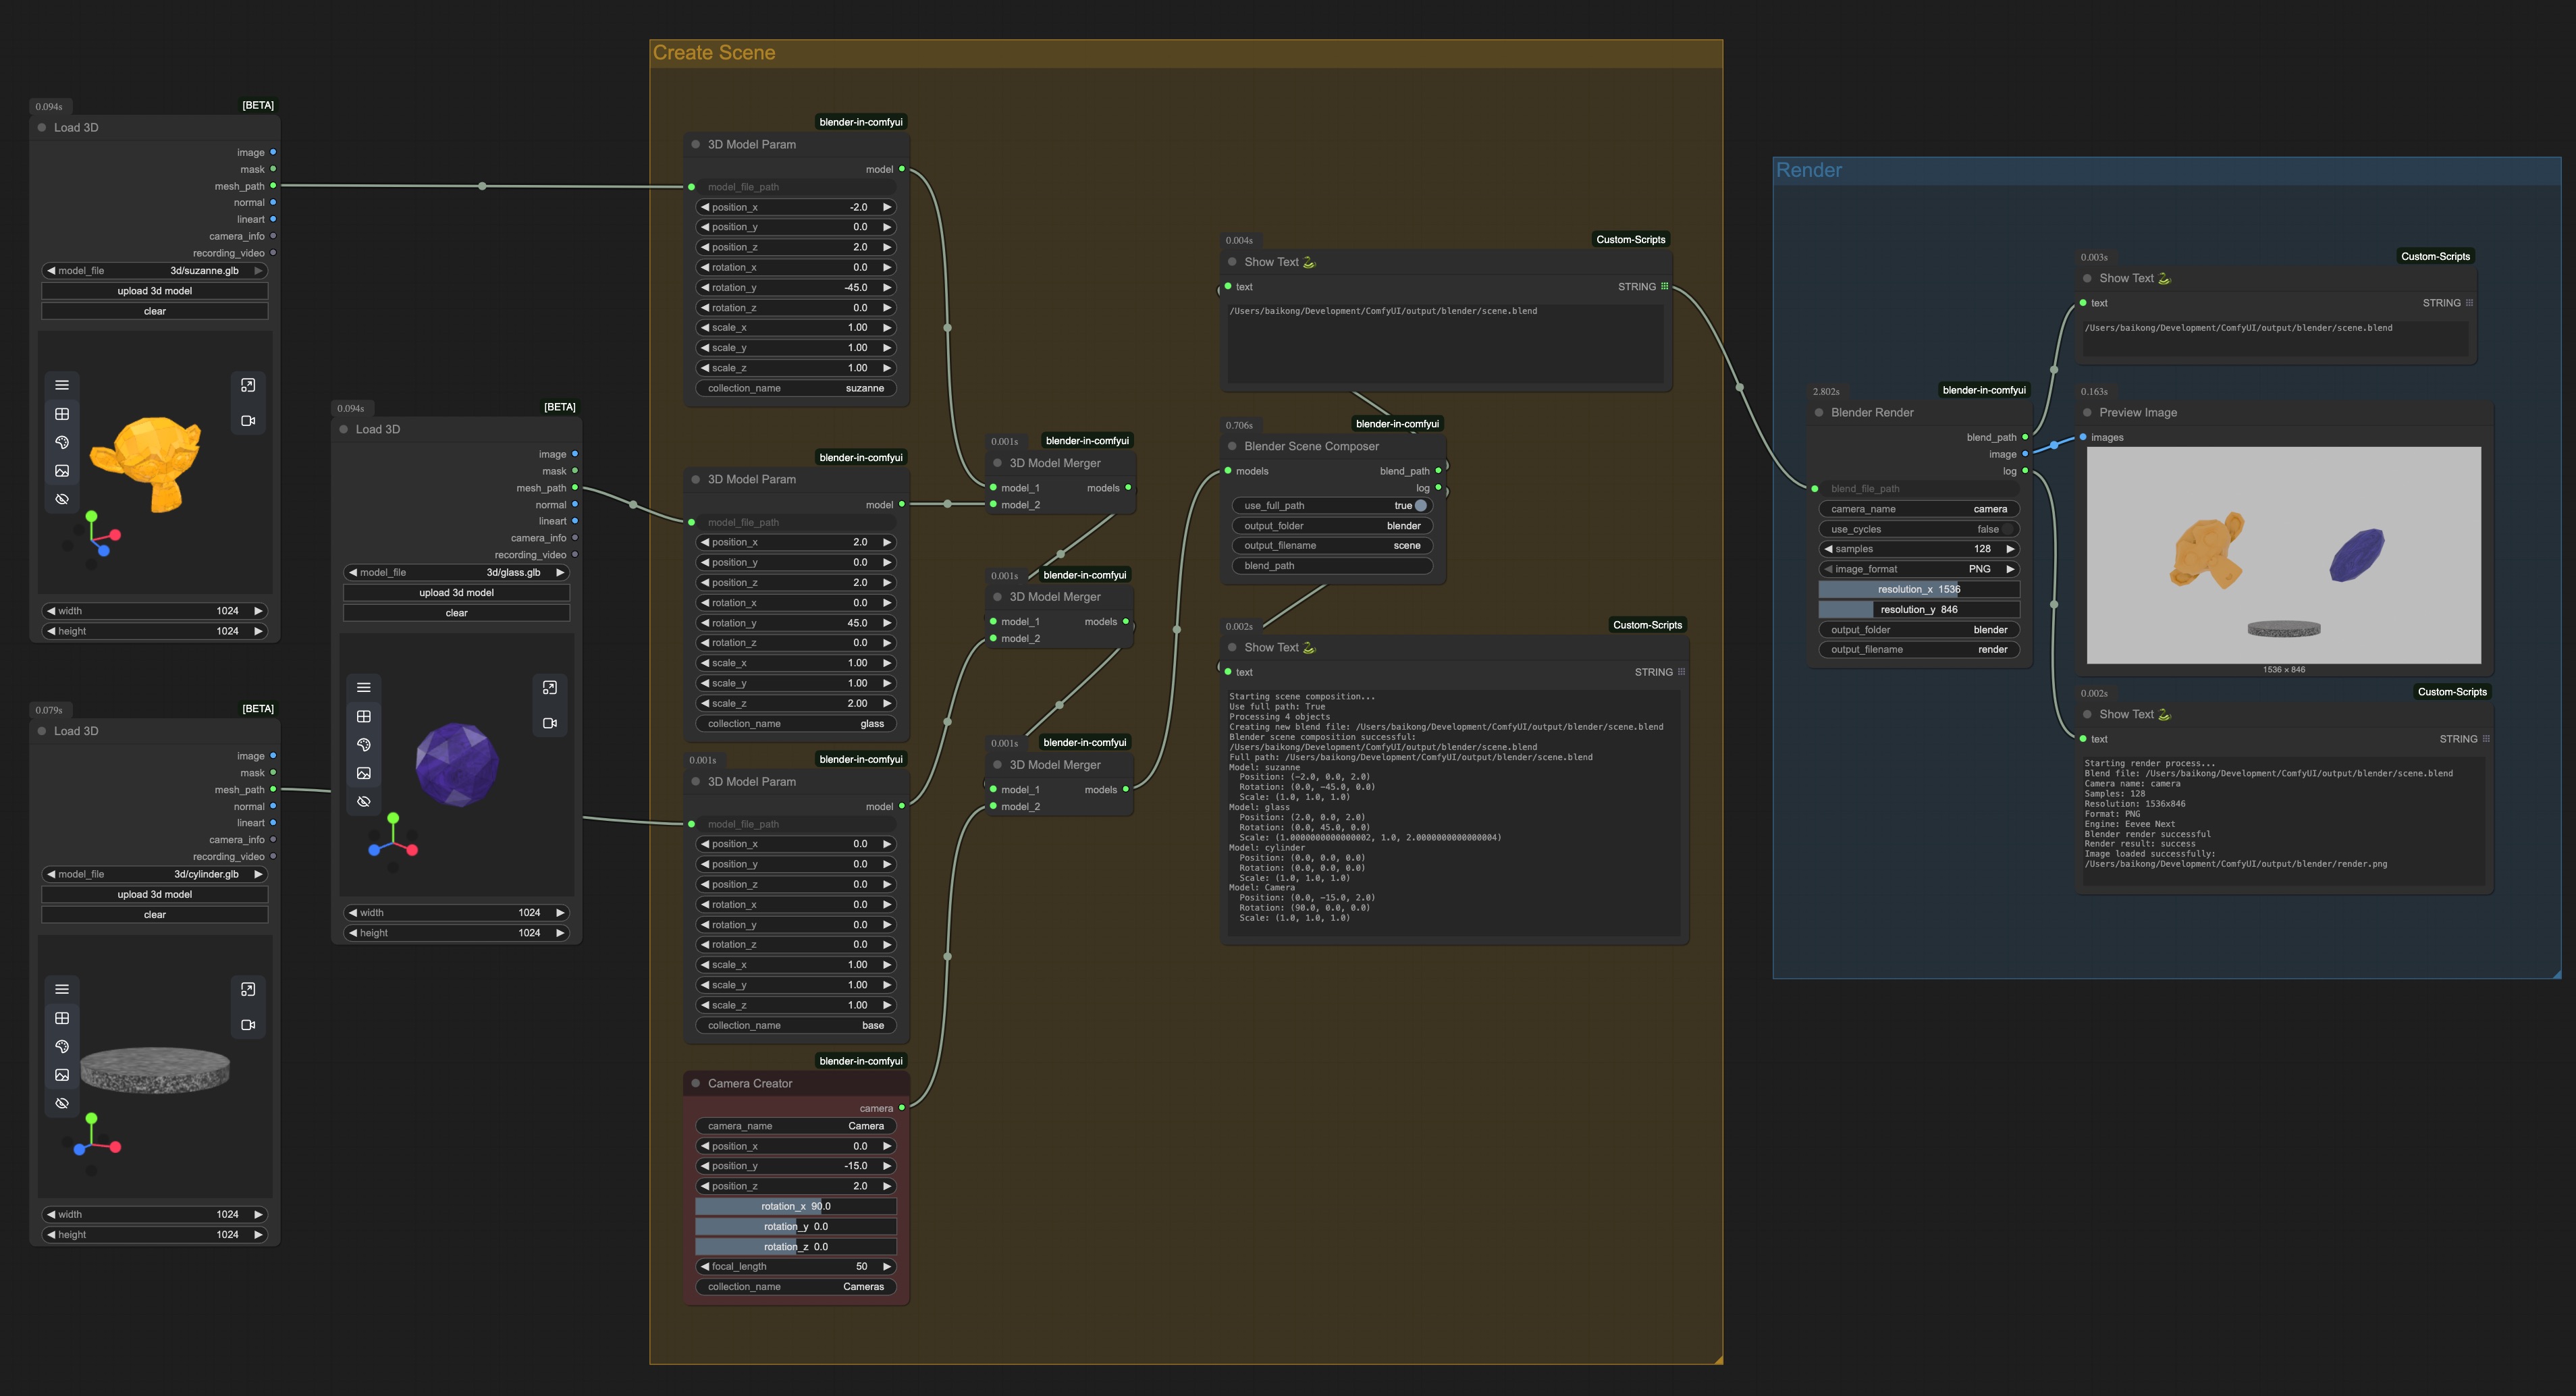 Create Scene
Render
0.094s
[BETA]
Load 3D
image
mask
mesh_path
normal
lineart
camera_info
recording_video
model_file 3d/suzanne.glb
upload 3d model
clear
width 1024
height 1024
0.094s
[BETA]
Load 3D
image
mask
mesh_path
normal
lineart
camera_info
recording_video
model_file 3d/glass.glb
upload 3d model
clear
width 1024
height 1024
0.079s
[BETA]
Load 3D
image
mask
mesh_path
normal
lineart
camera_info
recording_video
model_file 3d/cylinder.glb
upload 3d model
clear
width 1024
height 1024
blender-in-comfyui
3D Model Param
model
model_file_path
position_x -2.0
position_y 0.0
position_z 2.0
rotation_x 0.0
rotation_y -45.0
rotation_z 0.0
scale_x 1.00
scale_y 1.00
scale_z 1.00
collection_name suzanne
blender-in-comfyui
3D Model Param
model
model_file_path
position_x 2.0
position_y 0.0
position_z 2.0
rotation_x 0.0
rotation_y 45.0
rotation_z 0.0
scale_x 1.00
scale_y 1.00
scale_z 2.00
collection_name glass
0.001s
blender-in-comfyui
3D Model Param
model
model_file_path
position_x 0.0
position_y 0.0
position_z 0.0
rotation_x 0.0
rotation_y 0.0
rotation_z 0.0
scale_x 1.00
scale_y 1.00
scale_z 1.00
collection_name base
blender-in-comfyui
Camera Creator
camera
camera_name Camera
position_x 0.0
position_y -15.0
position_z 2.0
rotation_x 90.0
rotation_y 0.0
rotation_z 0.0
focal_length 50
collection_name Cameras
0.001s
blender-in-comfyui
3D Model Merger
model_1 models
model_2
0.001s
blender-in-comfyui
3D Model Merger
model_1 models
model_2
0.001s
blender-in-comfyui
3D Model Merger
model_1 models
model_2
0.004s
Custom-Scripts
Show Text 🐍
text STRING
/Users/baikong/Development/ComfyUI/output/blender/scene.blend
0.706s
blender-in-comfyui
Blender Scene Composer
models blend_path
log
use_full_path true
output_folder blender
output_filename scene
blend_path
0.002s
Custom-Scripts
Show Text 🐍
text STRING
Starting scene composition...
Use full path: True
Processing 4 objects
Creating new blend file: /Users/baikong/Development/ComfyUI/output/blender/scene.blend
Blender scene composition successful:
/Users/baikong/Development/ComfyUI/output/blender/scene.blend
Full path: /Users/baikong/Development/ComfyUI/output/blender/scene.blend
Model: suzanne
Position: (-2.0, 0.0, 2.0)
Rotation: (0.0, -45.0, 0.0)
Scale: (1.0, 1.0, 1.0)
Model: glass
Position: (2.0, 0.0, 2.0)
Rotation: (0.0, 45.0, 0.0)
Scale: (1.0000000000000002, 1.0, 2.0000000000000004)
Model: cylinder
Position: (0.0, 0.0, 0.0)
Rotation: (0.0, 0.0, 0.0)
Scale: (1.0, 1.0, 1.0)
Model: Camera
Position: (0.0, -15.0, 2.0)
Rotation: (90.0, 0.0, 0.0)
Scale: (1.0, 1.0, 1.0)
2.802s
blender-in-comfyui
Blender Render
blend_path
image
log
blend_file_path
camera_name camera
use_cycles false
samples 128
image_format PNG
resolution_x 1536
resolution_y 846
output_folder blender
output_filename render
0.003s
Custom-Scripts
Show Text 🐍
text STRING
/Users/baikong/Development/ComfyUI/output/blender/scene.blend
0.163s
Preview Image
images
1536 × 846
0.002s
Custom-Scripts
Show Text 🐍
text STRING
Starting render process...
Blend file: /Users/baikong/Development/ComfyUI/output/blender/scene.blend
Camera name: camera
Samples: 128
Resolution: 1536x846
Format: PNG
Engine: Eevee Next
Blender render successful
Render result: success
Image loaded successfully:
/Users/baikong/Development/ComfyUI/output/blender/render.png